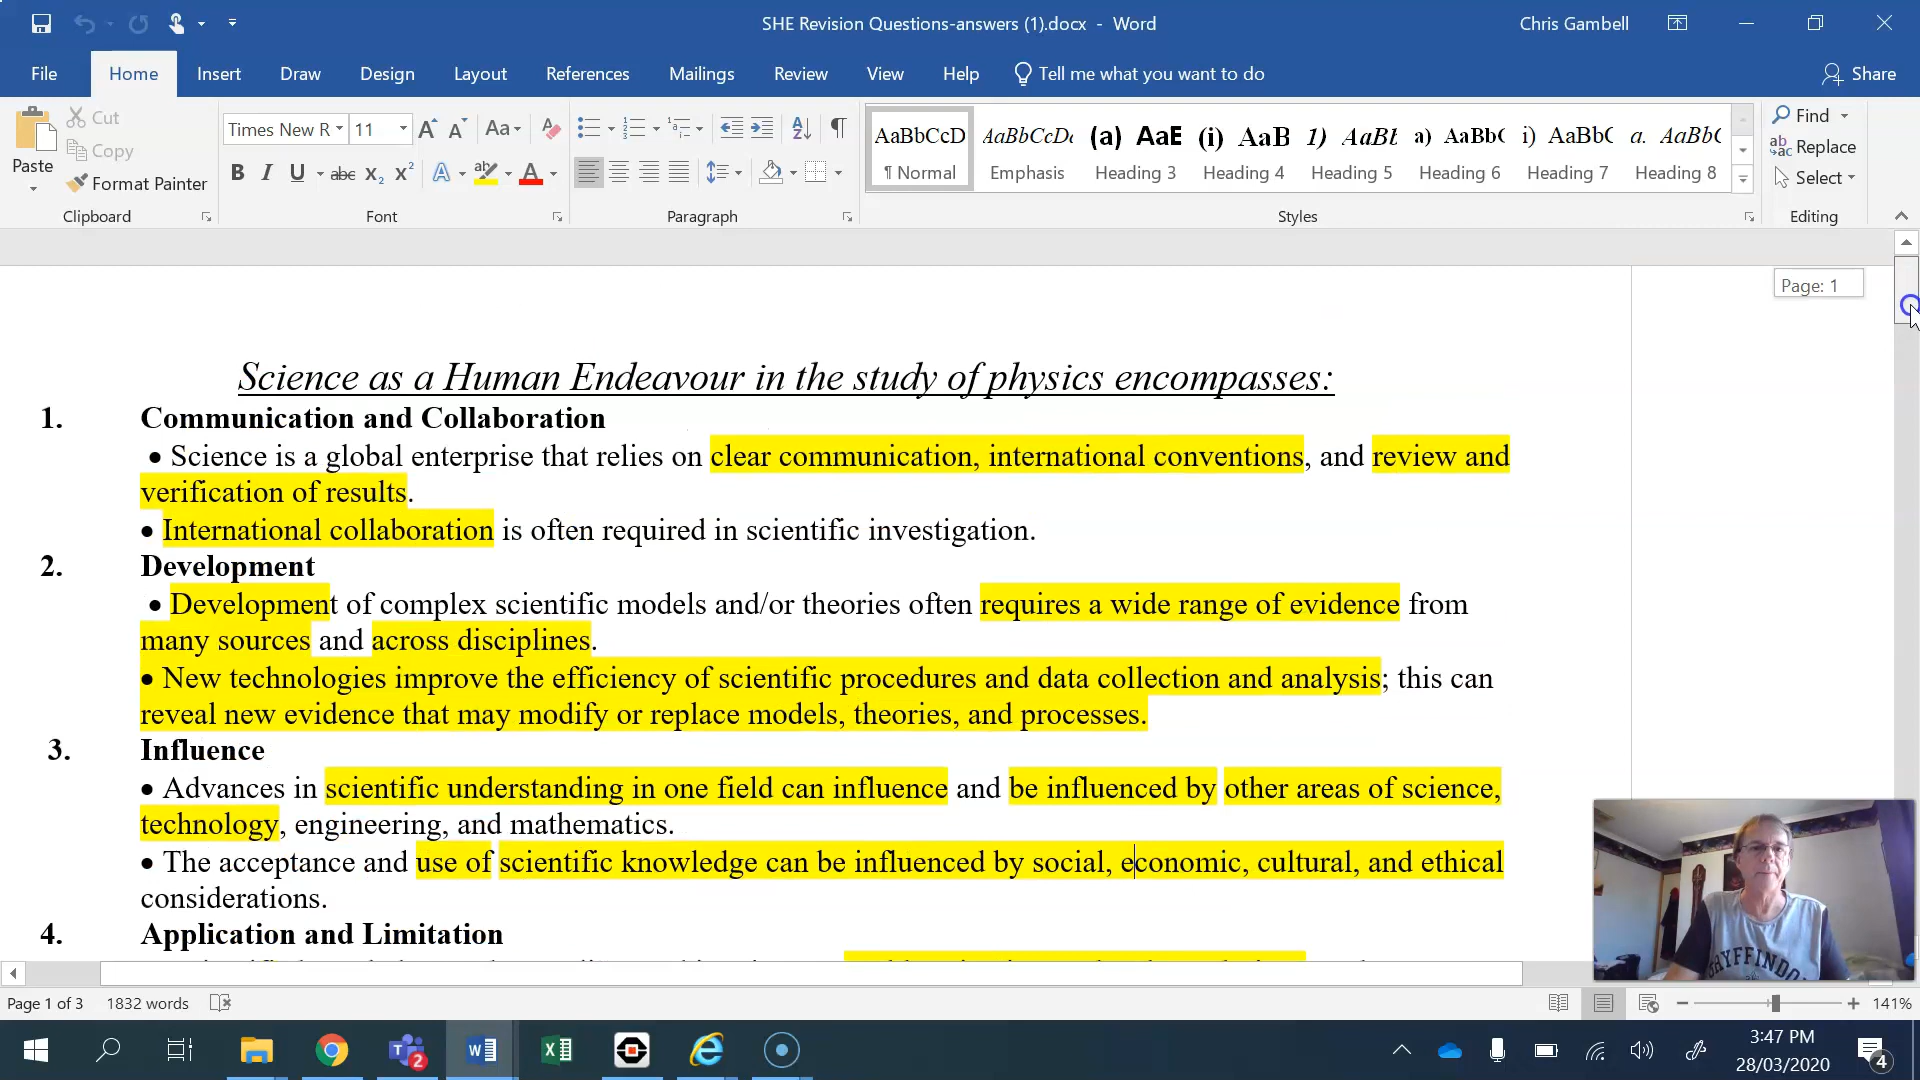 SHE Revision Questions-answers (1).docx - Word
Chris Gambell
File Home Insert Draw Design Layout References Mailings Review View Help Tell me what you want to do Share
Paste
Cut
Copy
Format Painter
Clipboard
Times New R 11
B I U abc X₂ X²
Font
Paragraph
AaBbCcD AaBbCcDc (a) AaE (i) AaB 1) AaBb a) AaBbC i) AaBbC a. AaBbC
¶ Normal Emphasis Heading 3 Heading 4 Heading 5 Heading 6 Heading 7 Heading 8
Styles
Find
Replace
Select
Editing
Page: 1
Science as a Human Endeavour in the study of physics encompasses:
1. Communication and Collaboration
• Science is a global enterprise that relies on clear communication, international conventions, and review and
verification of results.
• International collaboration is often required in scientific investigation.
2. Development
• Development of complex scientific models and/or theories often requires a wide range of evidence from
many sources and across disciplines.
• New technologies improve the efficiency of scientific procedures and data collection and analysis; this can
reveal new evidence that may modify or replace models, theories, and processes.
3. Influence
• Advances in scientific understanding in one field can influence and be influenced by other areas of science,
technology, engineering, and mathematics.
• The acceptance and use of scientific knowledge can be influenced by social, economic, cultural, and ethical
considerations.
4. Application and Limitation
Page 1 of 3 1832 words
141%
3:47 PM
28/03/2020
2
4